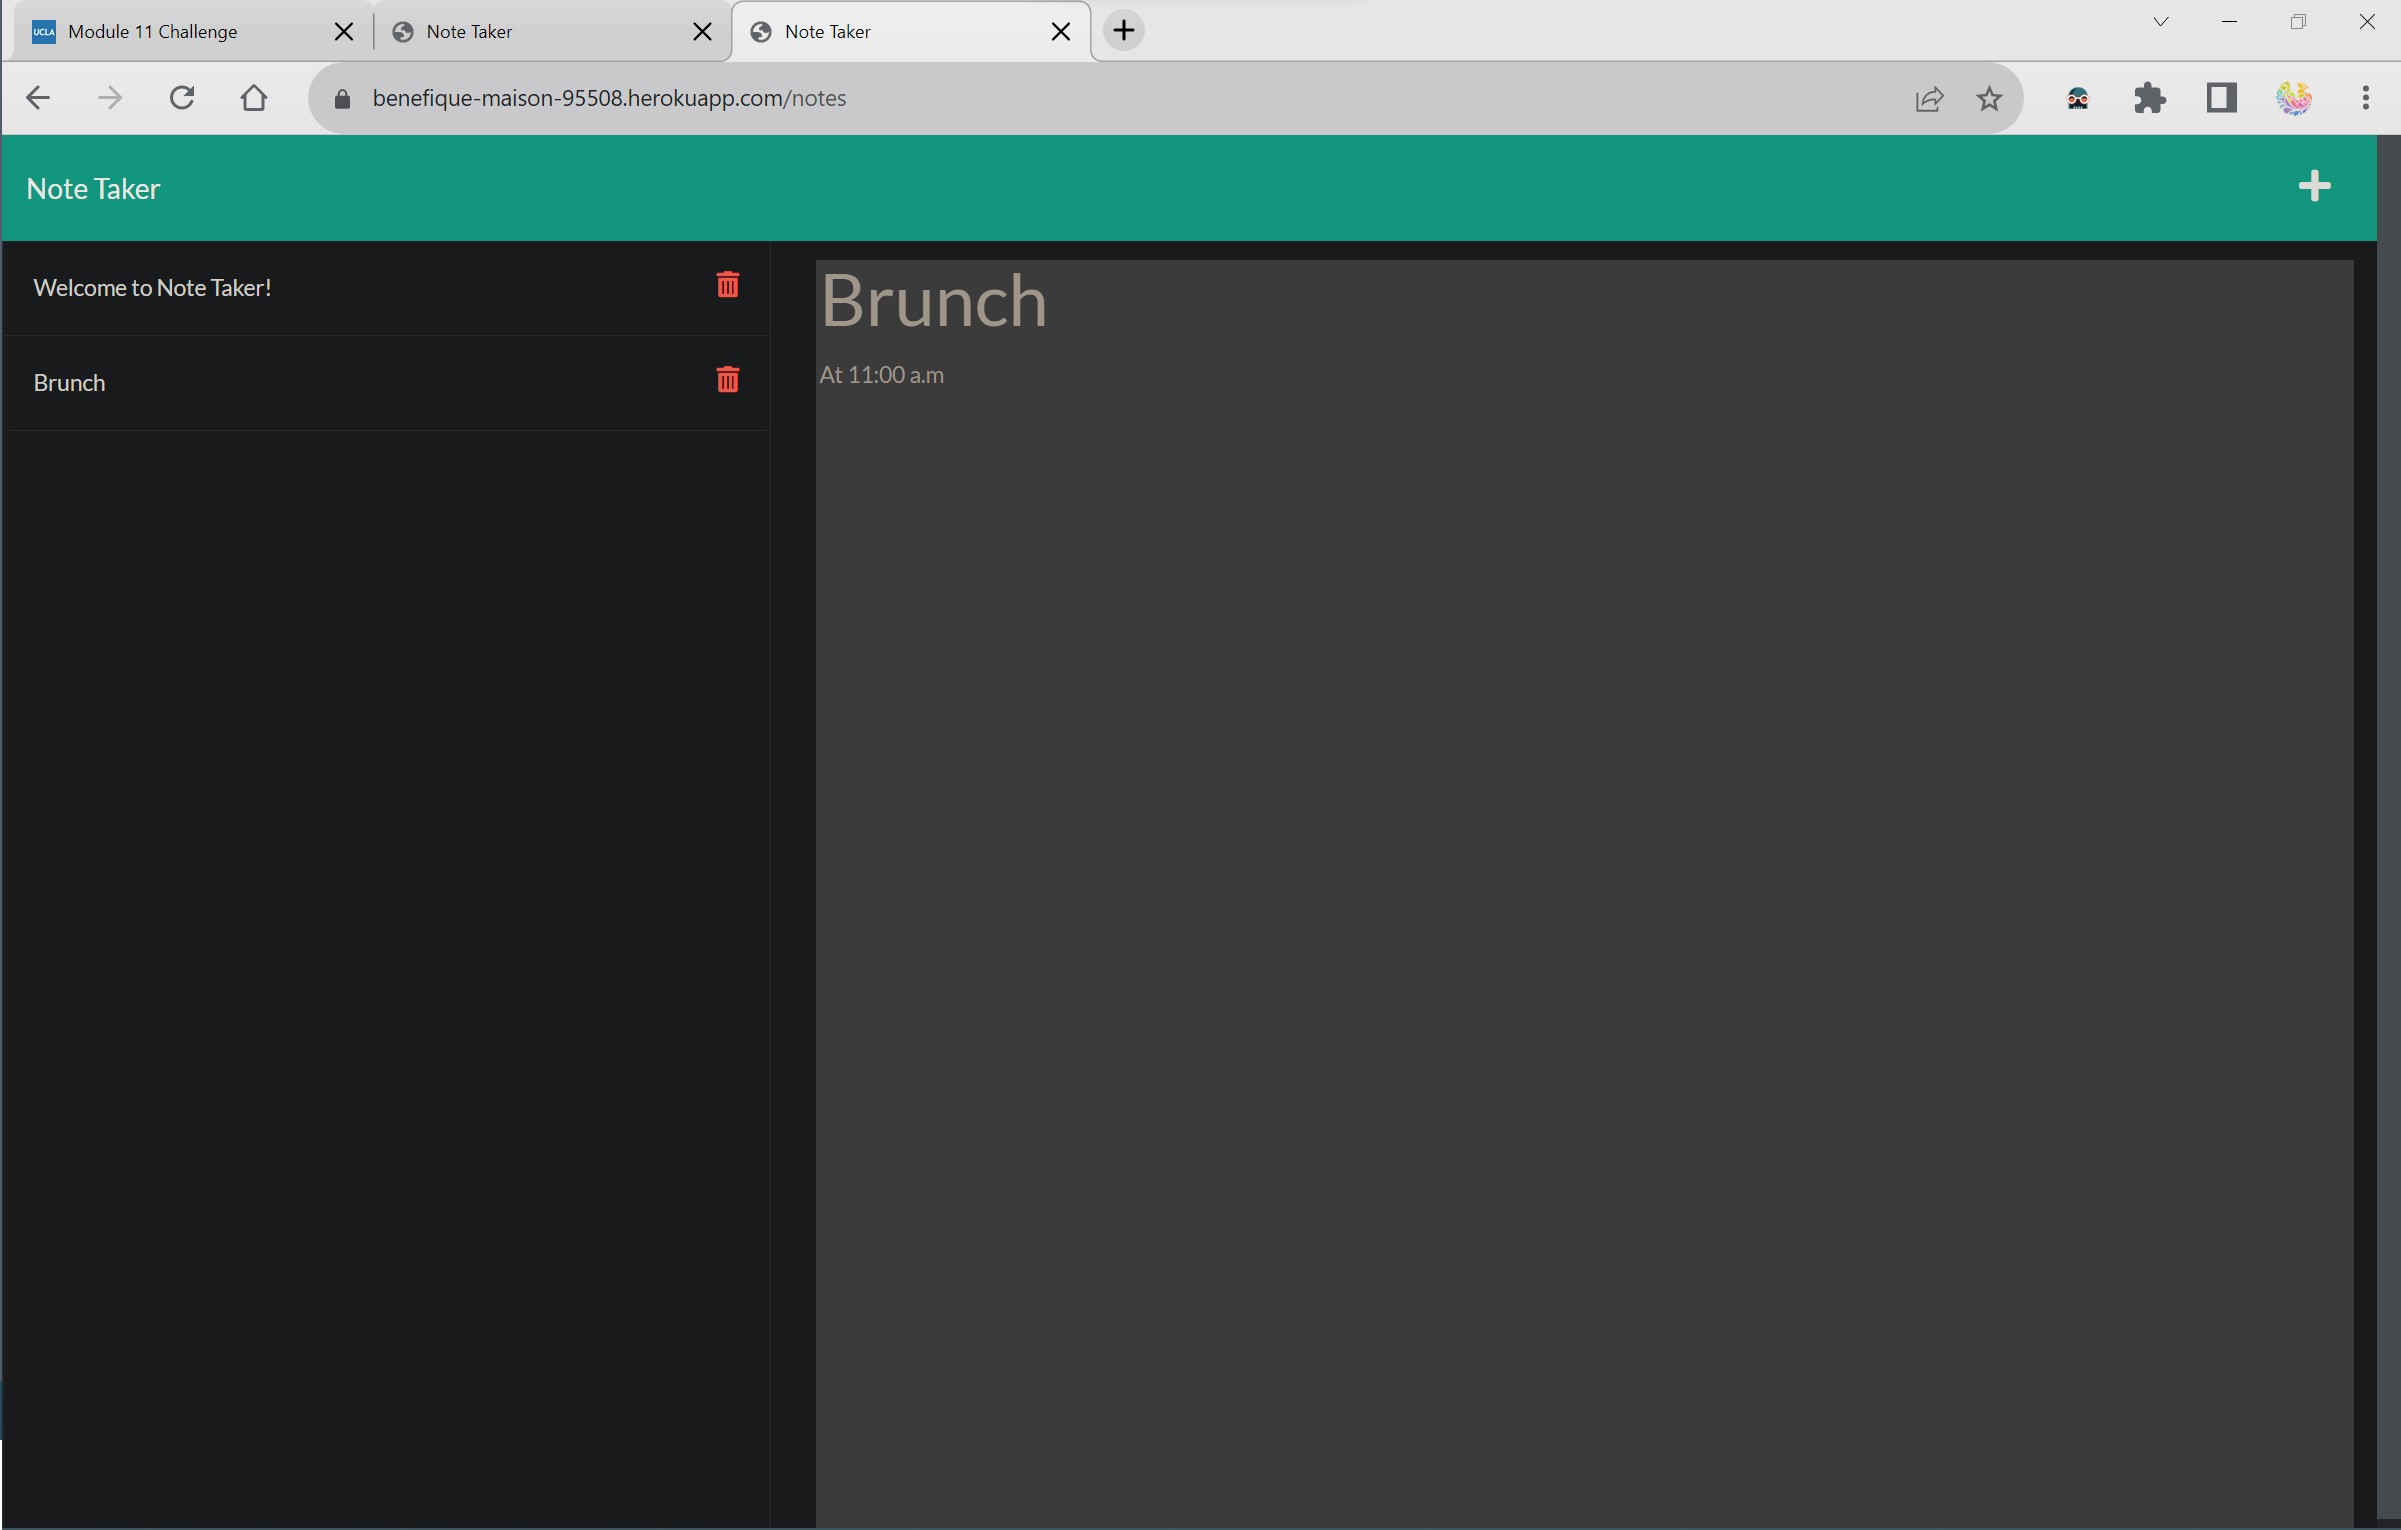 UCLA Module 11 Challenge
Note Taker
Note Taker
benefique-maison-95508.herokuapp.com/notes
Note Taker
Welcome to Note Taker!
Brunch
Brunch
At 11:00 a.m